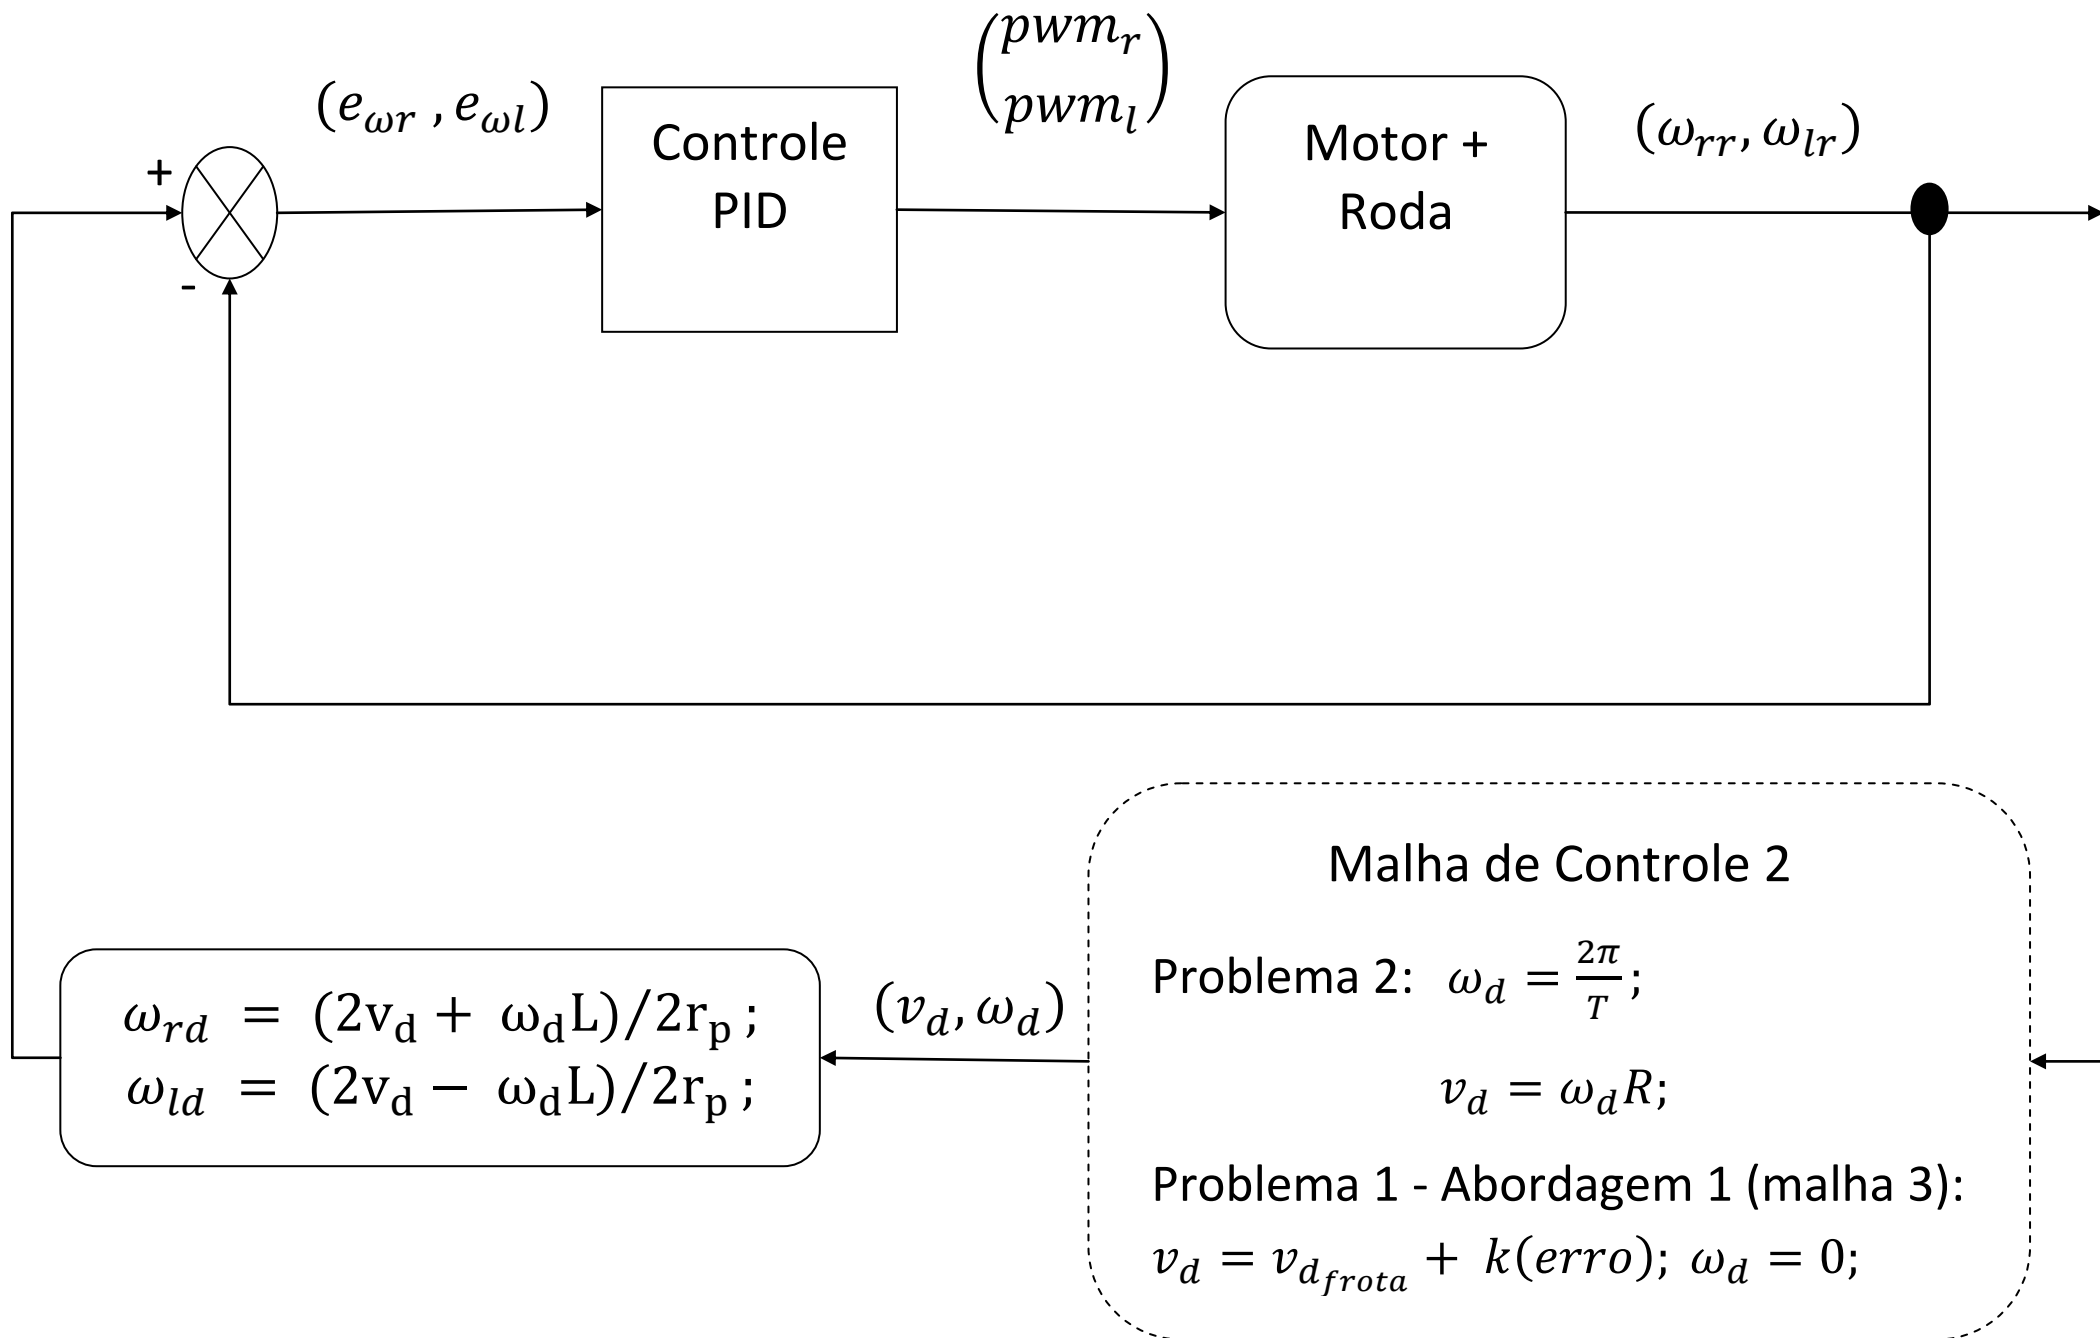 (e_ωr , e_ωl)
+
-
Controle
PID
(pwm_r
pwm_l)
Motor +
Roda
(ω_rr, ω_lr)
ω_rd = (2v_d + ω_dL)/2r_p ;
ω_ld = (2v_d − ω_dL)/2r_p ;
(v_d, ω_d)
Malha de Controle 2
Problema 2: ω_d = 2π/T;
v_d = ω_dR;
Problema 1 - Abordagem 1 (malha 3):
v_d = v_d_frota + k(erro); ω_d = 0;